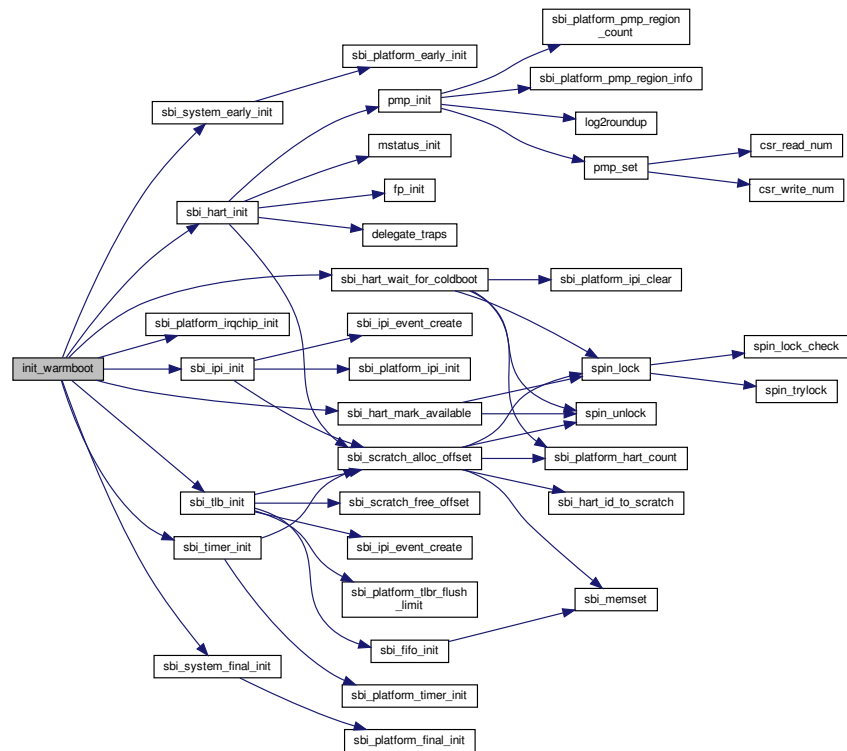 sbi_platform_pmp_region
_count
sbi_platform_early_init
sbi_platform_pmp_region_info
pmp_init
sbi_system_early_init
log2roundup
mstatus_init
csr_read_num
pmp_set
fp_init
csr_write_num
sbi_hart_init
delegate_traps
sbi_hart_wait_for_coldboot
sbi_platform_ipi_clear
sbi_platform_irqchip_init
sbi_ipi_event_create
spin_lock_check
init_warmboot
sbi_ipi_init
sbi_platform_ipi_init
spin_lock
spin_trylock
sbi_hart_mark_available
spin_unlock
sbi_scratch_alloc_offset
sbi_platform_hart_count
sbi_tlb_init
sbi_scratch_free_offset
sbi_hart_id_to_scratch
sbi_timer_init
sbi_ipi_event_create
sbi_platform_tlbr_flush
_limit
sbi_memset
sbi_fifo_init
sbi_system_final_init
sbi_platform_timer_init
sbi_platform_final_init